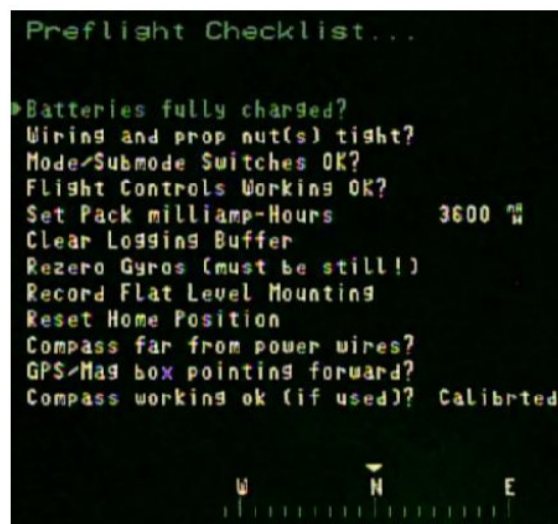 Preflight Checklist...
Batteries fully charged?
Wiring and prop nut(s) tight?
Mode/Submode Switches OK?
Flight Controls Working OK?
Set Pack milliamp-Hours 3600
Clear Logging Buffer
Rezero Gyros (must be still!)
Record Flat Level Mounting
Reset Home Position
Compass far from power wires?
GPS/Mag box pointing forward?
Compass working ok (if used)? Calibrted
W N E